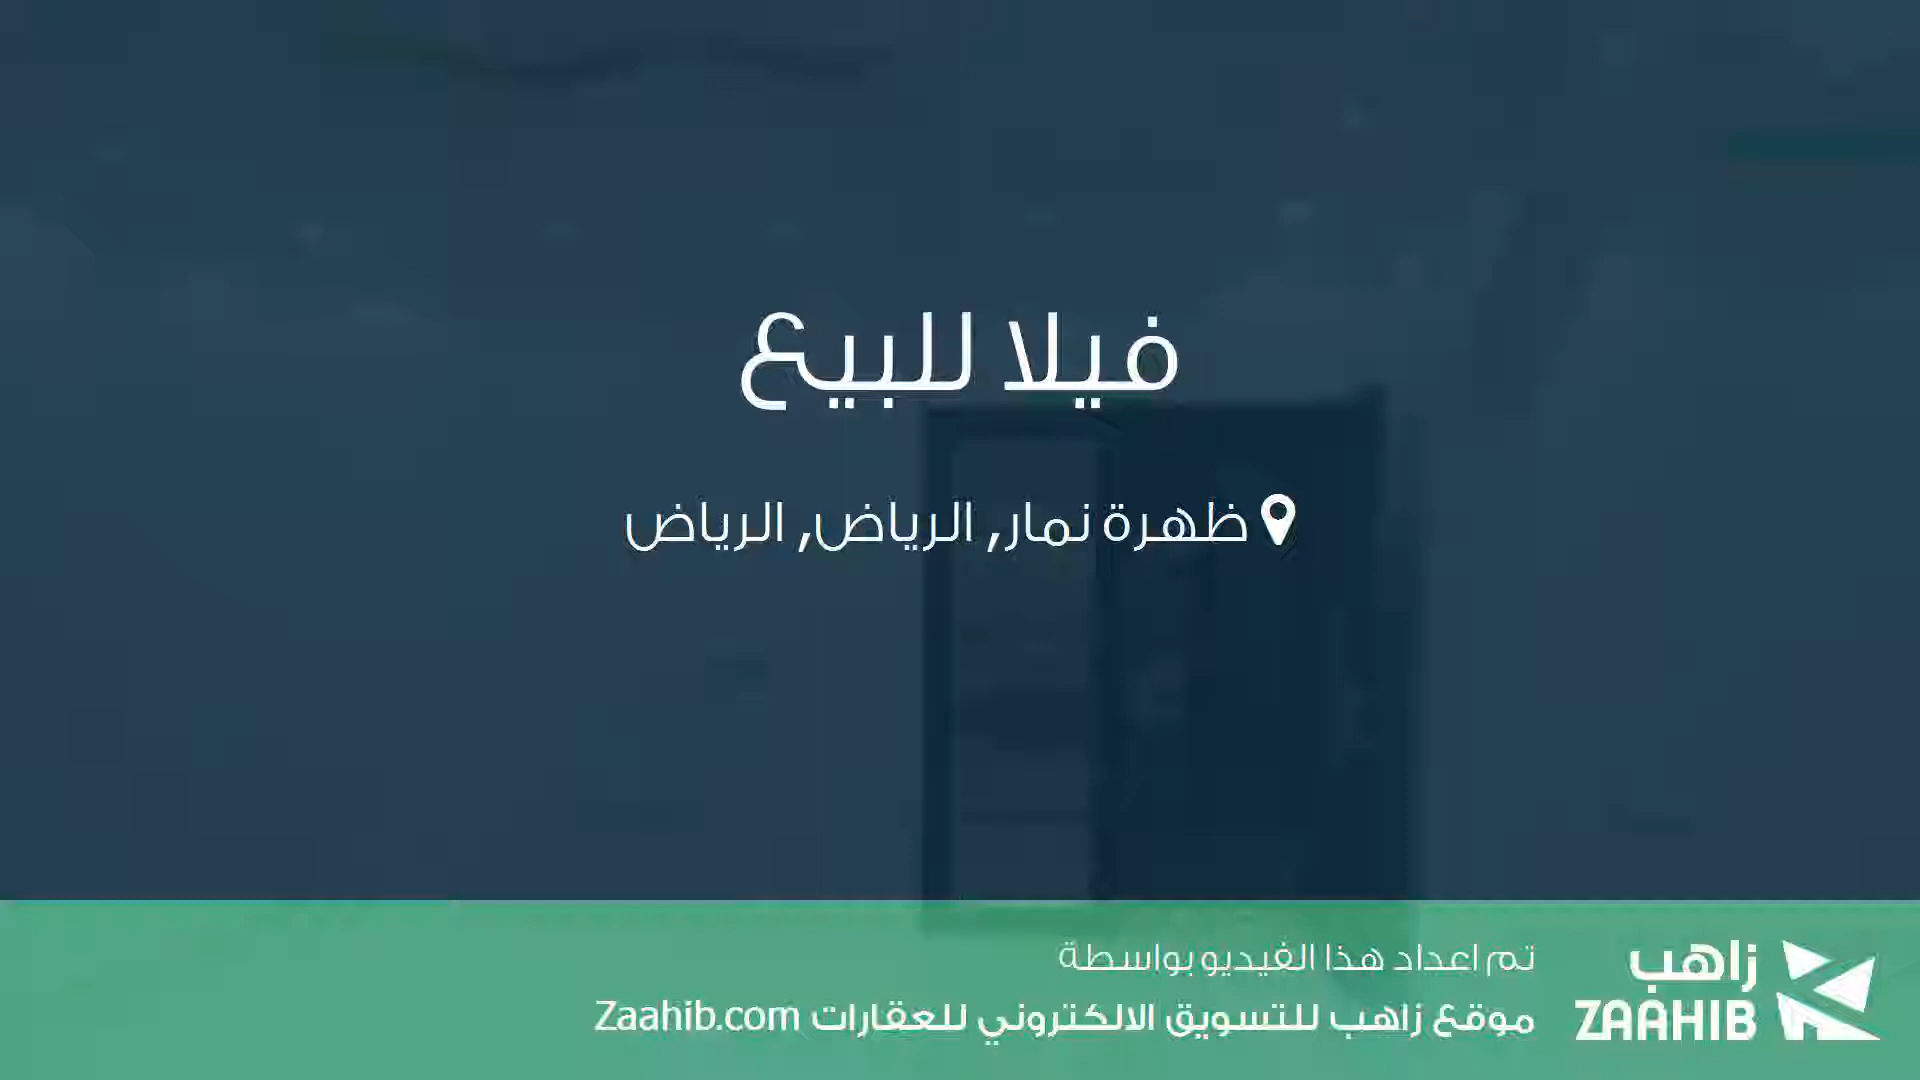 فيلا للبيع
ظهرة نمار, الرياض, الرياض
تم اعداد هذا الفيديو بواسطة
موقع زاهب للتسويق الالكتروني للعقارات Zaahib.com
زاهب
ZAAHIB